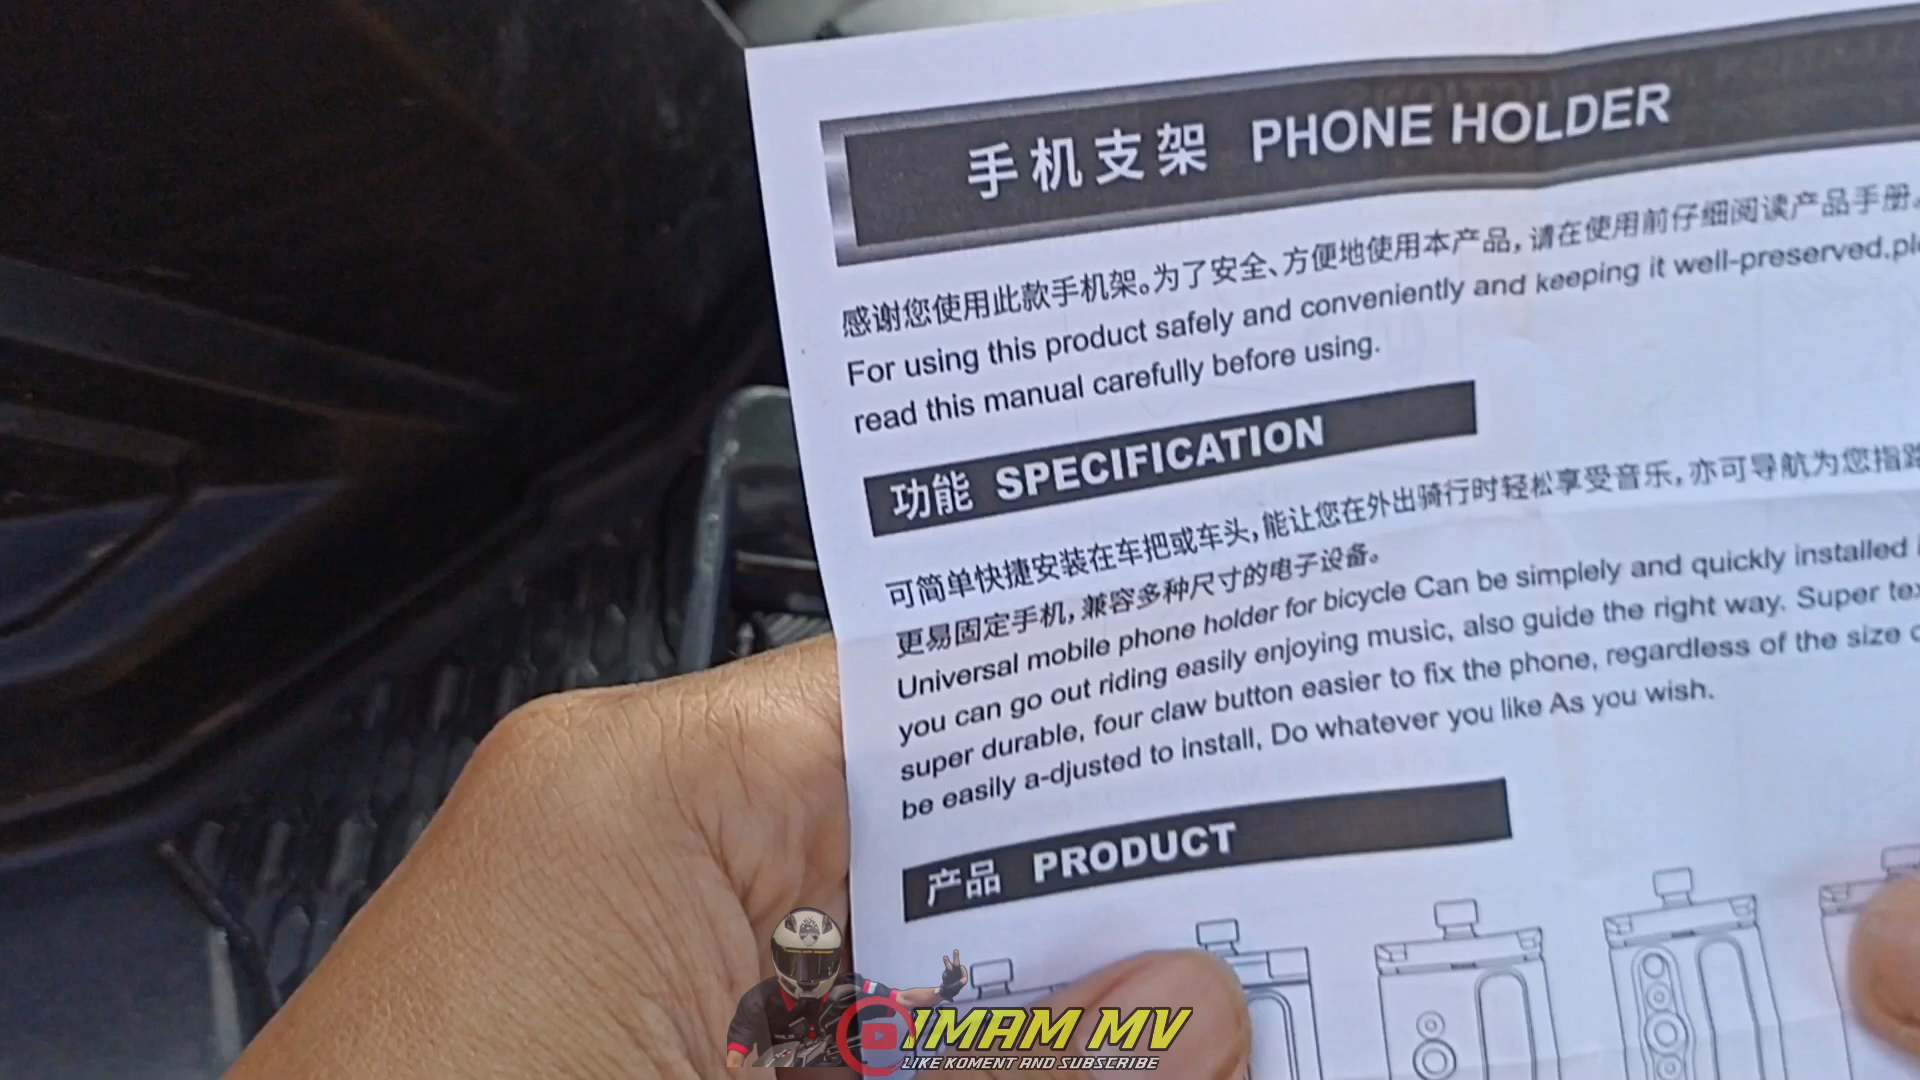 手机支架 PHONE HOLDER
感谢您使用此款手机架。为了安全、方便地使用本产品，请在使用前仔细阅读产品手册。
For using this product safely and conveniently and keeping it well-preserved.
read this manual carefully before using.
功能 SPECIFICATION
可简单快捷安装在车把或车头，能让您在外出骑行时轻松享受音乐，亦可导航为您指路
更易固定手机，兼容多种尺寸的电子设备。
Universal mobile phone holder for bicycle Can be simplely and quickly installed
you can go out riding easily enjoying music, also guide the right way. Super
super durable, four claw button easier to fix the phone, regardless of the size
be easily a-djusted to install, Do whatever you like As you wish.
产品 PRODUCT
IMAM MV
LIKE KOMENT AND SUBSCRIBE